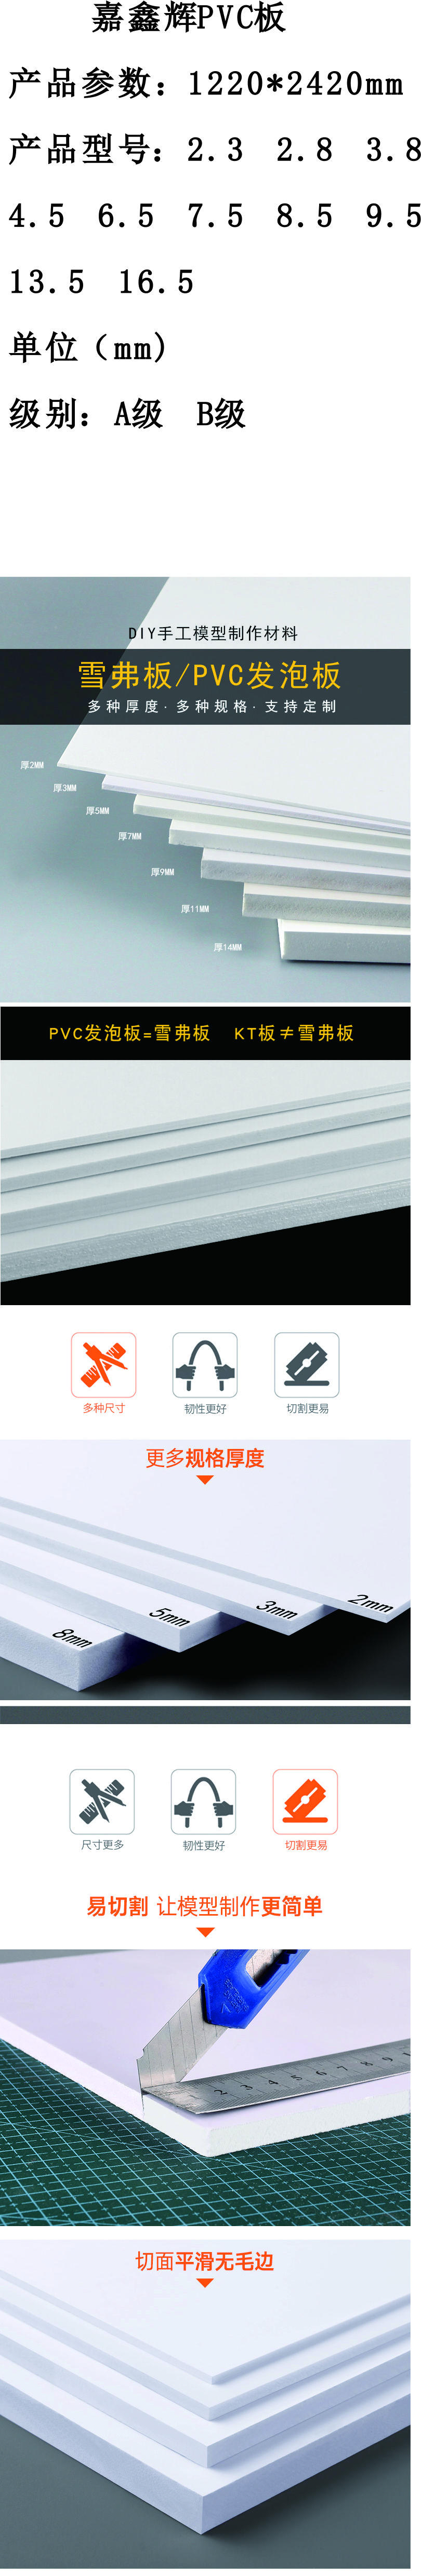 嘉鑫辉PVC板
产品参数：1220*2420mm
产品型号：2.3 2.8 3.8
4.5 6.5 7.5 8.5 9.5
13.5 16.5
单位（mm）
级别：A级 B级
DIY手工模型制作材料
雪弗板/PVC发泡板
多种厚度·多种规格·支持定制
厚2MM
厚3MM
厚5MM
厚7MM
厚9MM
厚11MM
厚14MM
PVC发泡板=雪弗板 KT板≠雪弗板
多种尺寸 韧性更好 切割更易
更多规格厚度
8mm 5mm 3mm 2mm
尺寸更多 韧性更好 切割更易
易切割 让模型制作更简单
1 2 3 4 5 6 7 8 9
切面平滑无毛边